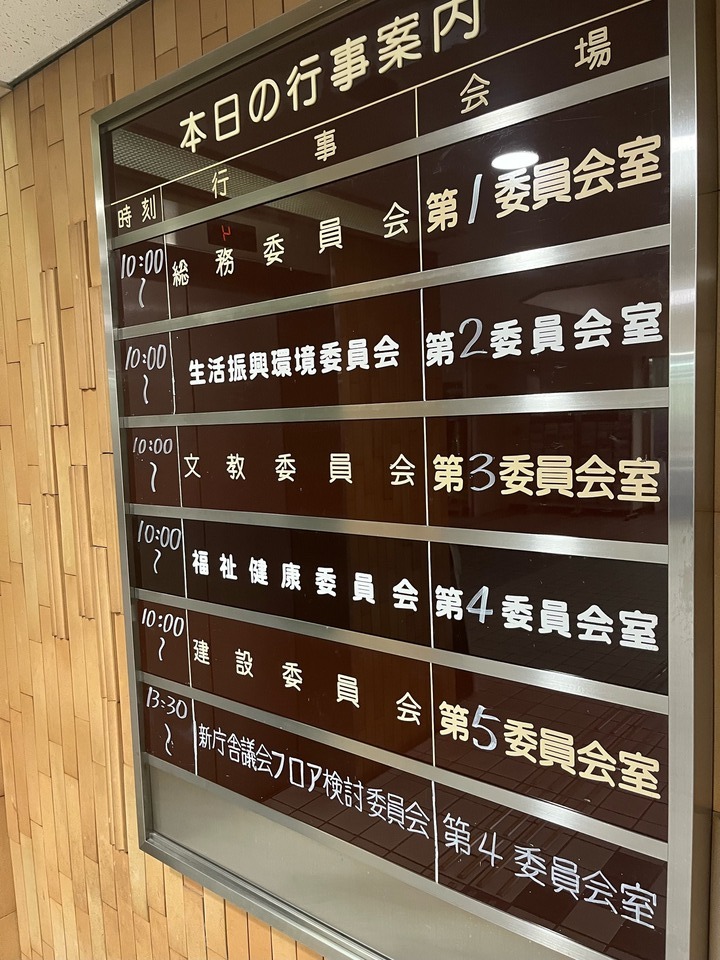 本日の行事案内
時刻 行事 会場
10:00〜 総務委員会 第1委員会室
10:00〜 生活振興環境委員会 第2委員会室
10:00〜 文教委員会 第3委員会室
10:00〜 福祉健康委員会 第4委員会室
10:00〜 建設委員会 第5委員会室
13:30〜 新庁舎議会フロア検討委員会 第4委員会室